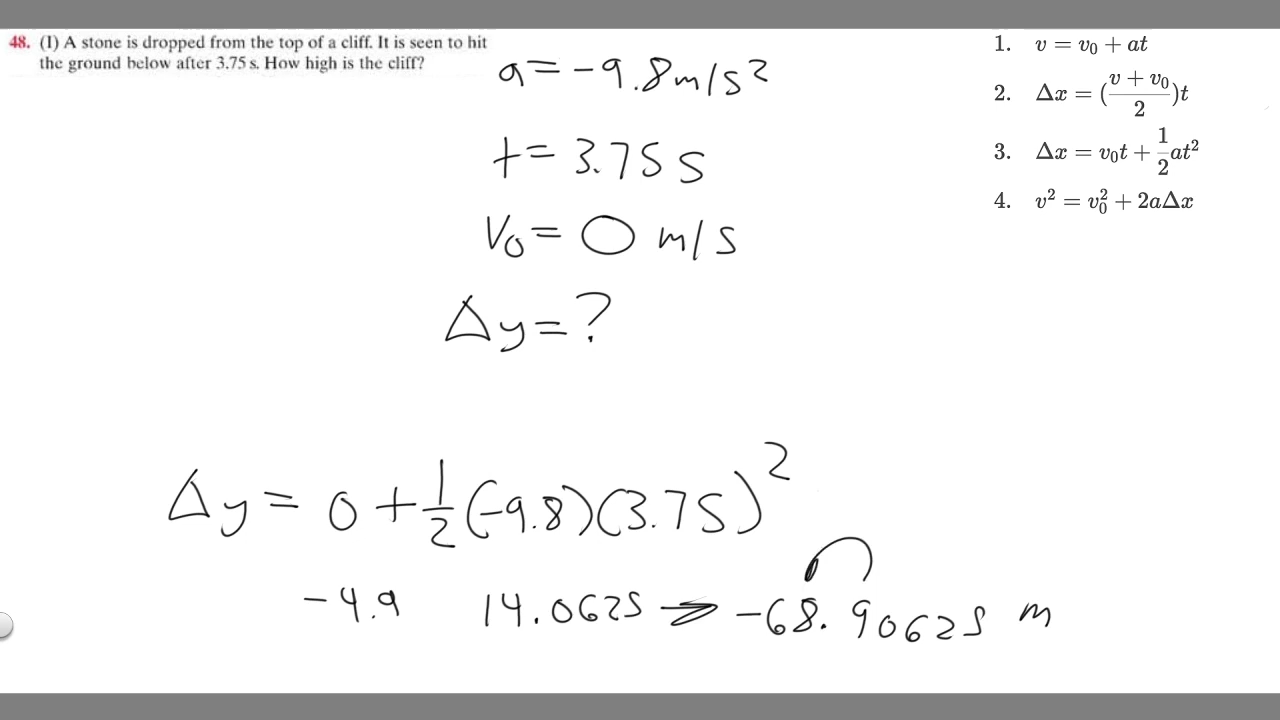 48. (I) A stone is dropped from the top of a cliff. It is seen to hit
the ground below after 3.75 s. How high is the cliff?
a = -9.8 m/s²
t = 3.75 s
V₀ = 0 m/s
Δy = ?
1. v = v₀ + at
2. Δx = ((v + v₀)/2)t
3. Δx = v₀t + (1/2)at²
4. v² = v₀² + 2aΔx
Δy = 0 + 1/2 (-9.8)(3.75)²
-4.9 14.0625 → -68.90625 m